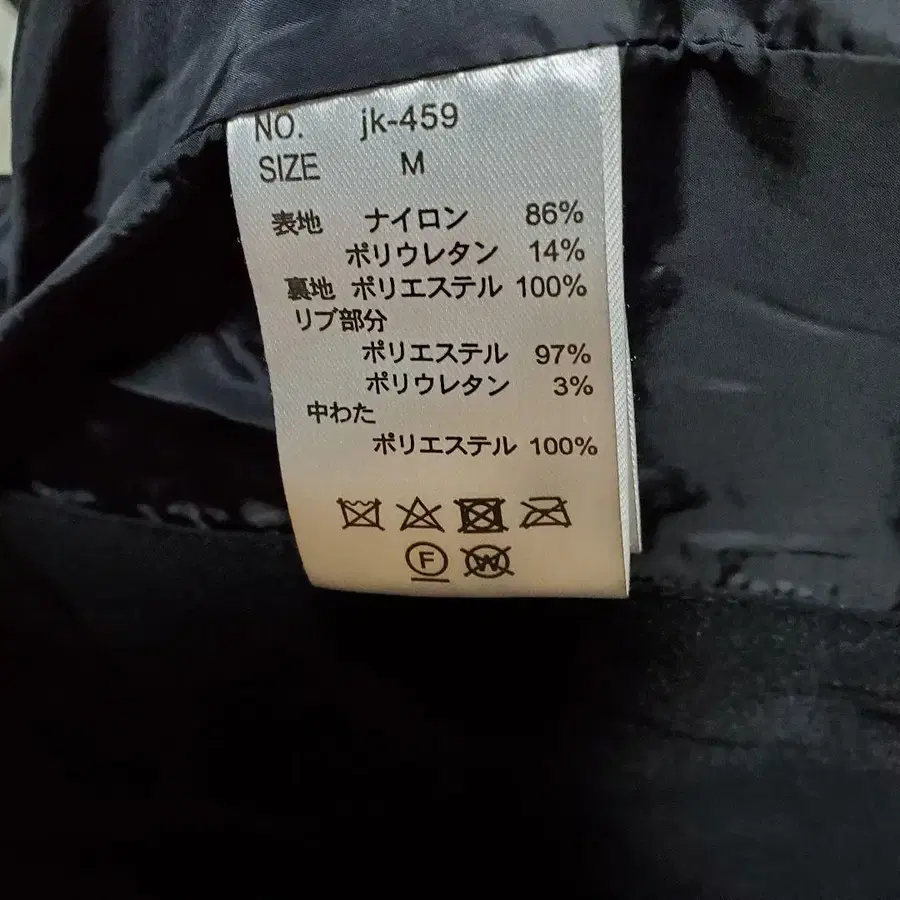 NO. jk-459
SIZE M
表地 ナイロン 86%
ポリウレタン 14%
裏地 ポリエステル 100%
リブ部分
ポリエステル 97%
ポリウレタン 3%
中わた
ポリエステル 100%
F W